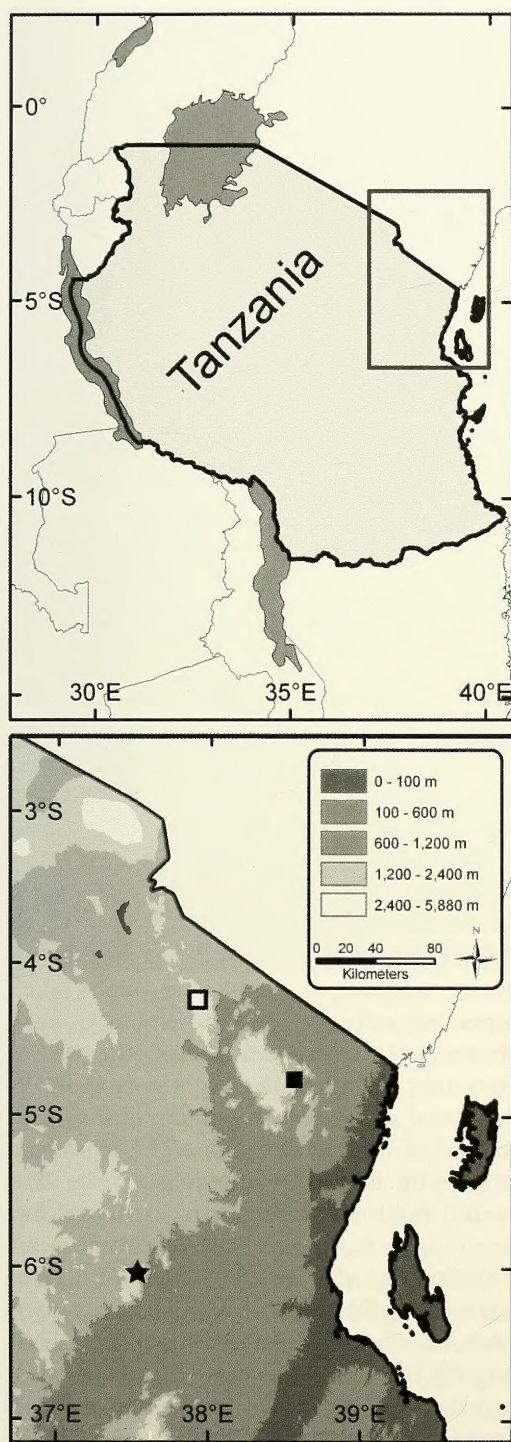 0°
5°S
10°S
Tanzania
30°E 35°E 40°E
3°S
4°S
5°S
6°S
0 - 100 m
100 - 600 m
600 - 1,200 m
1,200 - 2,400 m
2,400 - 5,880 m
N
0 20 40 80
Kilometers
37°E 38°E 39°E